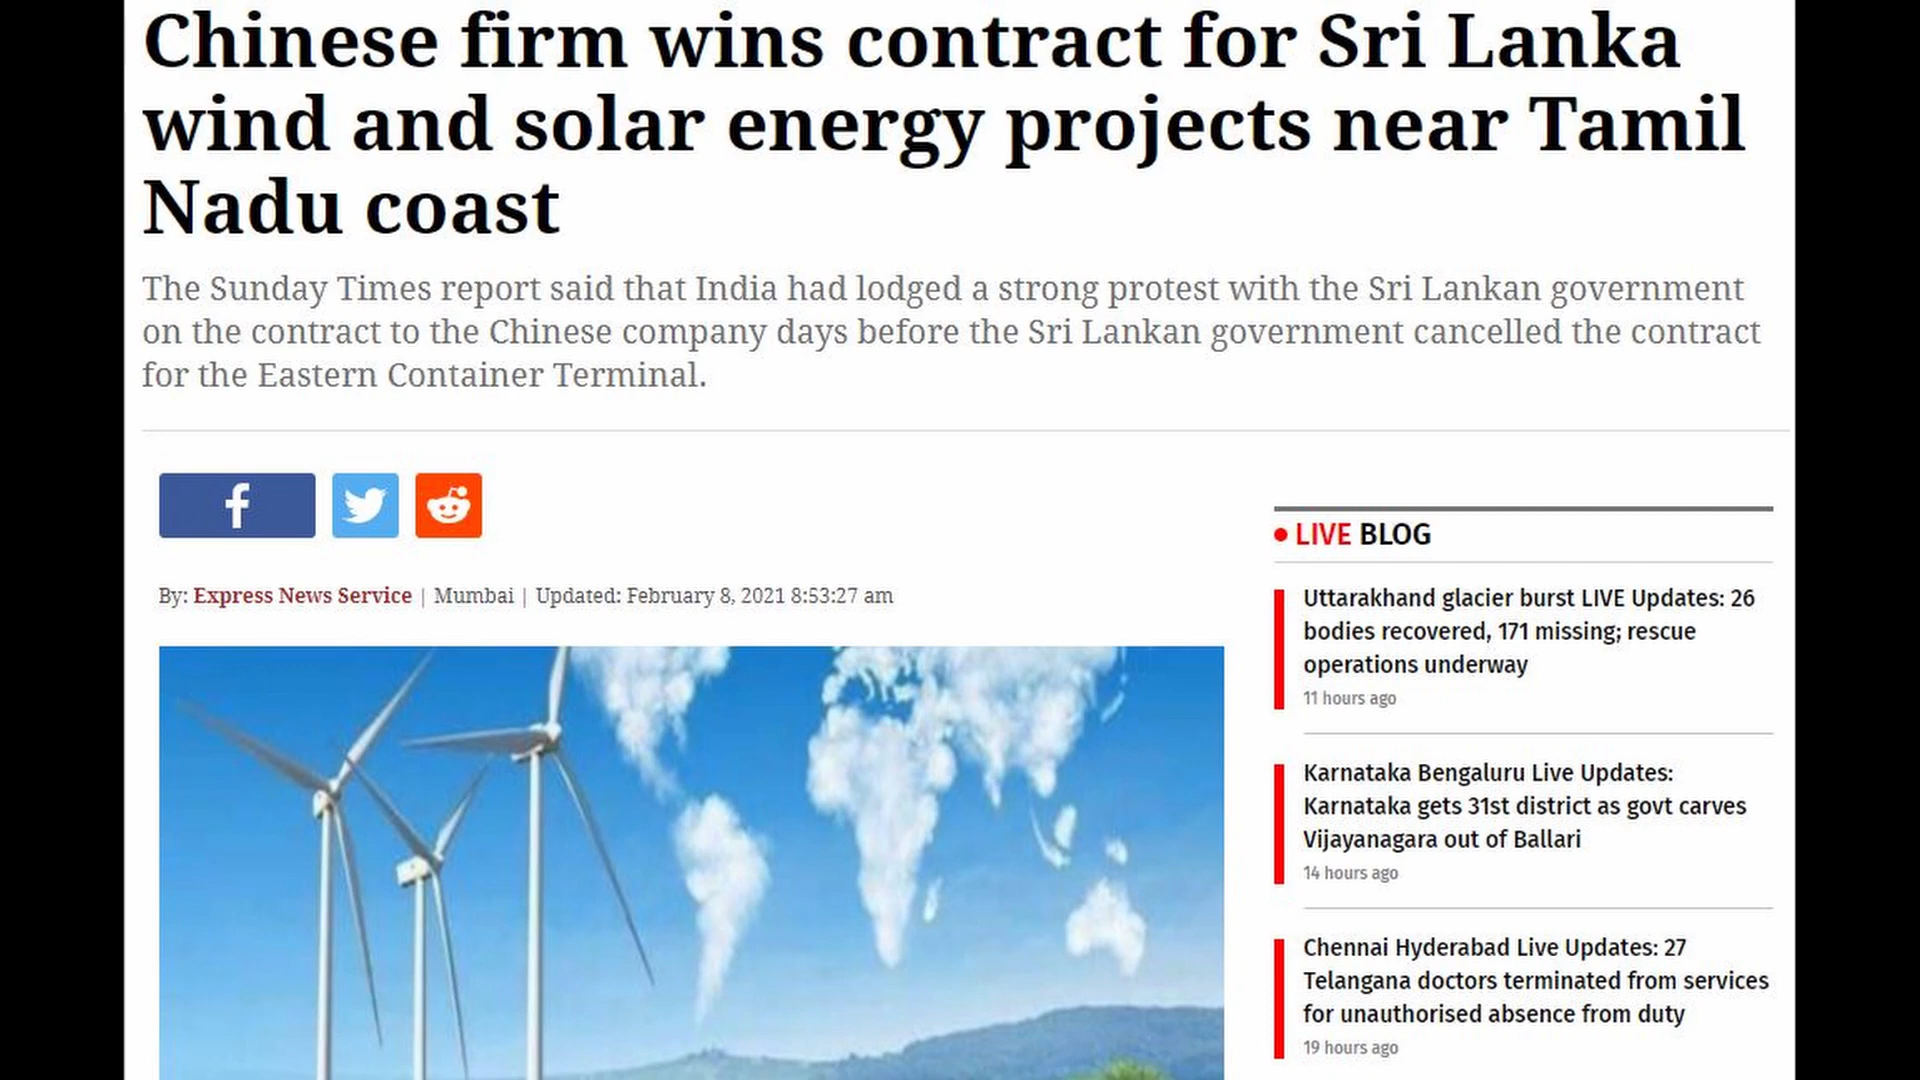 Chinese firm wins contract for Sri Lanka
wind and solar energy projects near Tamil
Nadu coast
The Sunday Times report said that India had lodged a strong protest with the Sri Lankan government
on the contract to the Chinese company days before the Sri Lankan government cancelled the contract
for the Eastern Container Terminal.
By: Express News Service | Mumbai | Updated: February 8, 2021 8:53:27 am
LIVE BLOG
Uttarakhand glacier burst LIVE Updates: 26
bodies recovered, 171 missing; rescue
operations underway
11 hours ago
Karnataka Bengaluru Live Updates:
Karnataka gets 31st district as govt carves
Vijayanagara out of Ballari
14 hours ago
Chennai Hyderabad Live Updates: 27
Telangana doctors terminated from services
for unauthorised absence from duty
19 hours ago